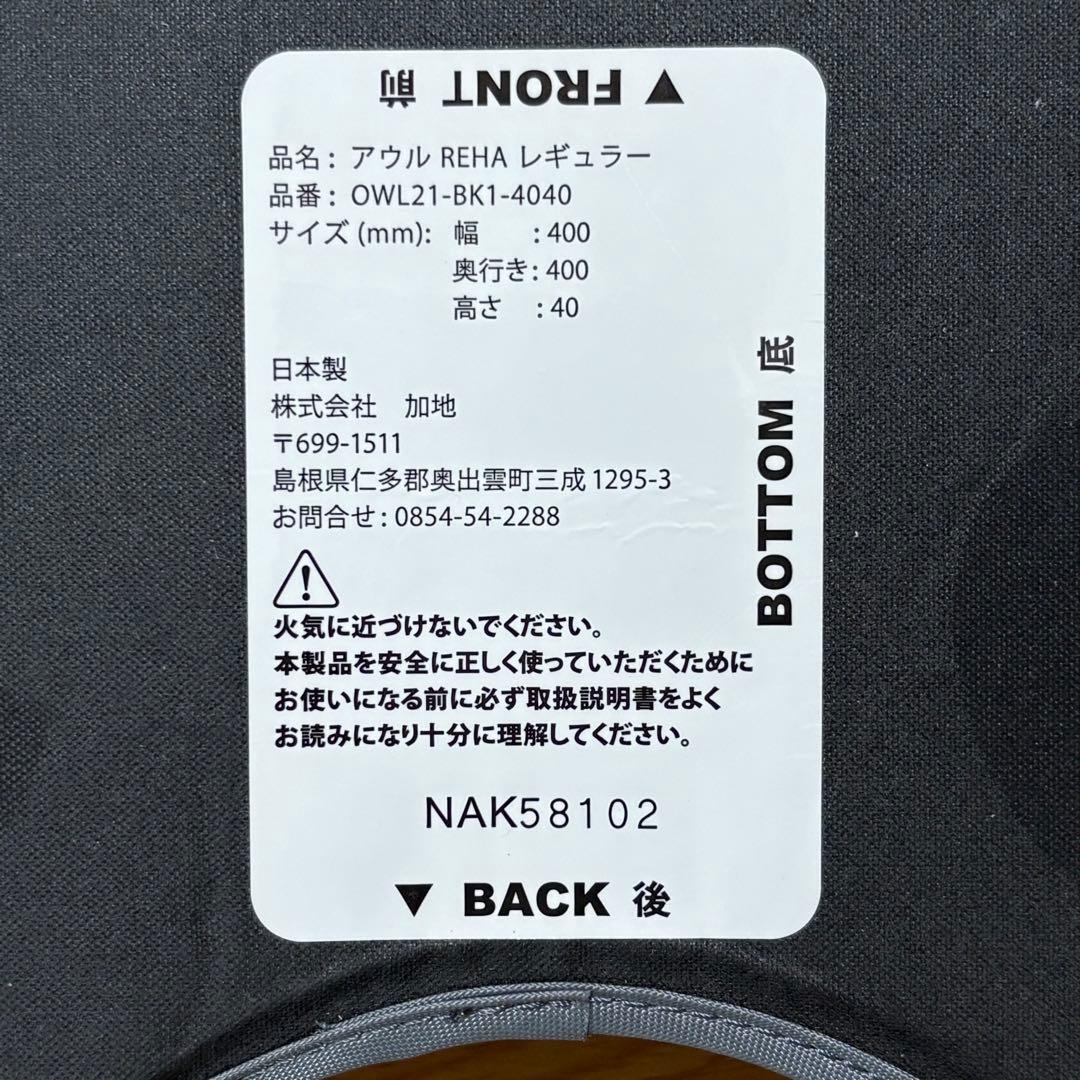 ▼ FRONT 前
品名：アウル REHA レギュラー
品番：OWL21-BK1-4040
サイズ (mm): 幅 : 400
奥行き: 400
高さ : 40
日本製
株式会社 加地
〒699-1511
島根県仁多郡奥出雲町三成 1295-3
お問合せ: 0854-54-2288
火気に近づけないでください。
本製品を安全に正しく使っていただくために
お使いになる前に必ず取扱説明書をよく
お読みになり十分に理解してください。
NAK58102
▼ BACK 後
BOTTOM 底